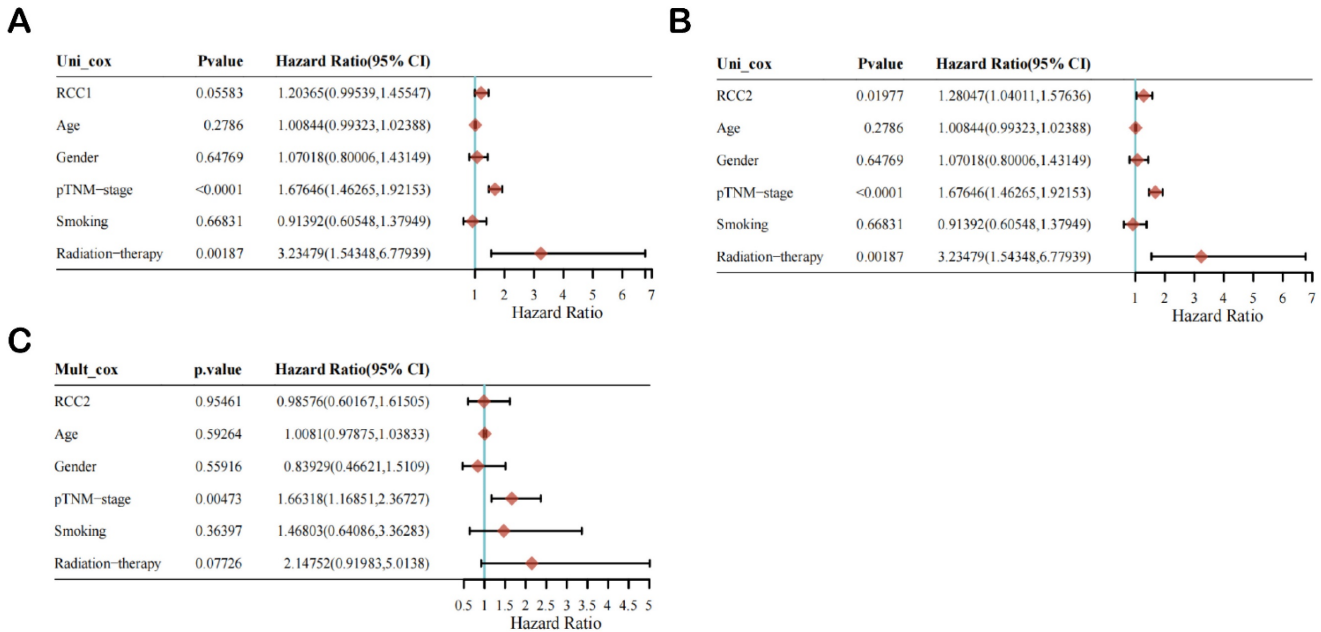 A
Uni_cox Pvalue Hazard Ratio(95% CI)
RCC1 0.05583 1.20365(0.99539,1.45547)
Age 0.2786 1.00844(0.99323,1.02388)
Gender 0.64769 1.07018(0.80006,1.43149)
pTNM−stage <0.0001 1.67646(1.46265,1.92153)
Smoking 0.66831 0.91392(0.60548,1.37949)
Radiation−therapy 0.00187 3.23479(1.54348,6.77939)
1 2 3 4 5 6 7
Hazard Ratio
B
Uni_cox Pvalue Hazard Ratio(95% CI)
RCC2 0.01977 1.28047(1.04011,1.57636)
Age 0.2786 1.00844(0.99323,1.02388)
Gender 0.64769 1.07018(0.80006,1.43149)
pTNM−stage <0.0001 1.67646(1.46265,1.92153)
Smoking 0.66831 0.91392(0.60548,1.37949)
Radiation−therapy 0.00187 3.23479(1.54348,6.77939)
1 2 3 4 5 6 7
Hazard Ratio
C
Mult_cox p.value Hazard Ratio(95% CI)
RCC2 0.95461 0.98576(0.60167,1.61505)
Age 0.59264 1.0081(0.97875,1.03833)
Gender 0.55916 0.83929(0.46621,1.5109)
pTNM−stage 0.00473 1.66318(1.16851,2.36727)
Smoking 0.36397 1.46803(0.64086,3.36283)
Radiation−therapy 0.07726 2.14752(0.91983,5.0138)
0.5 1 1.5 2 2.5 3 3.5 4 4.5 5
Hazard Ratio